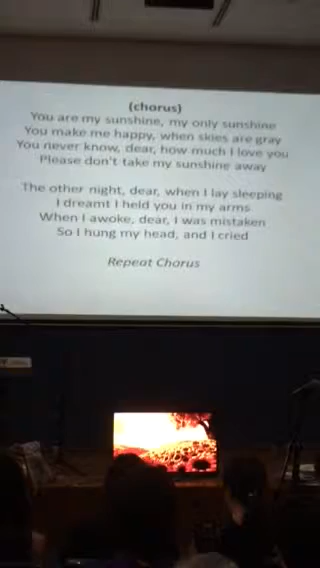 (chorus)
You are my sunshine, my only sunshine
You make me happy, when skies are gray
You never know, dear, how much I love you
Please don't take my sunshine away
The other night, dear, when I lay sleeping
I dreamt I held you in my arms
When I awoke, dear, I was mistaken
So I hung my head, and I cried
Repeat Chorus